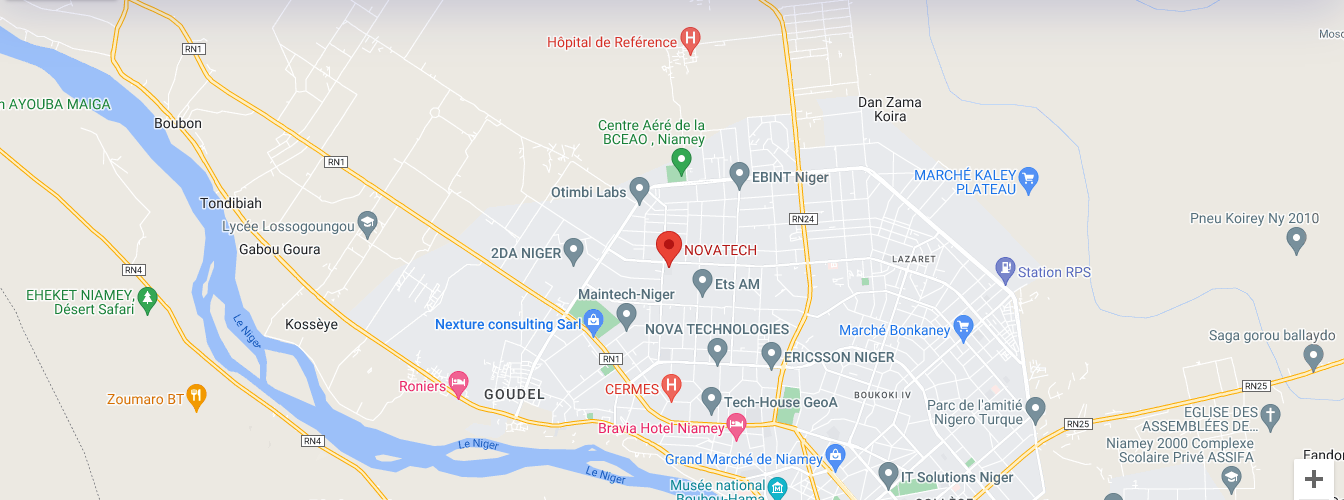 Hôpital de Reférence
RN1
n AYOUBA MAIGA
Boubon
Dan Zama
Koira
Centre Aéré de la
BCEAO , Niamey
RN1
EBINT Niger
MARCHÉ KALEY
PLATEAU
Otimbi Labs
Tondibiah
Lycée Lossogoungou
RN24
Pneu Koirey Ny 2010
Gabou Goura
2DA NIGER
NOVATECH
LAZARET
RN4
Station RPS
Ets AM
EHEKET NIAMEY,
Désert Safari
Maintech-Niger
Le Niger
Kossèye
Nexture consulting Sarl
NOVA TECHNOLOGIES
Marché Bonkaney
Saga gorou ballaydo
RN1
ERICSSON NIGER
Roniers
CERMES
RN25
GOUDEL
BOUKOKI IV
Zoumaro BT
Tech-House GeoA
Parc de l'amitié
Nigero Turque
EGLISE DES
ASSEMBLÉES DE...
RN25
Bravia Hotel Niamey
RN4
Le Niger
Niamey 2000 Complexe
Scolaire Privé ASSIFA
Grand Marché de Niamey
Fandor
Le Niger
IT Solutions Niger
Musée national
Boubou-Hama